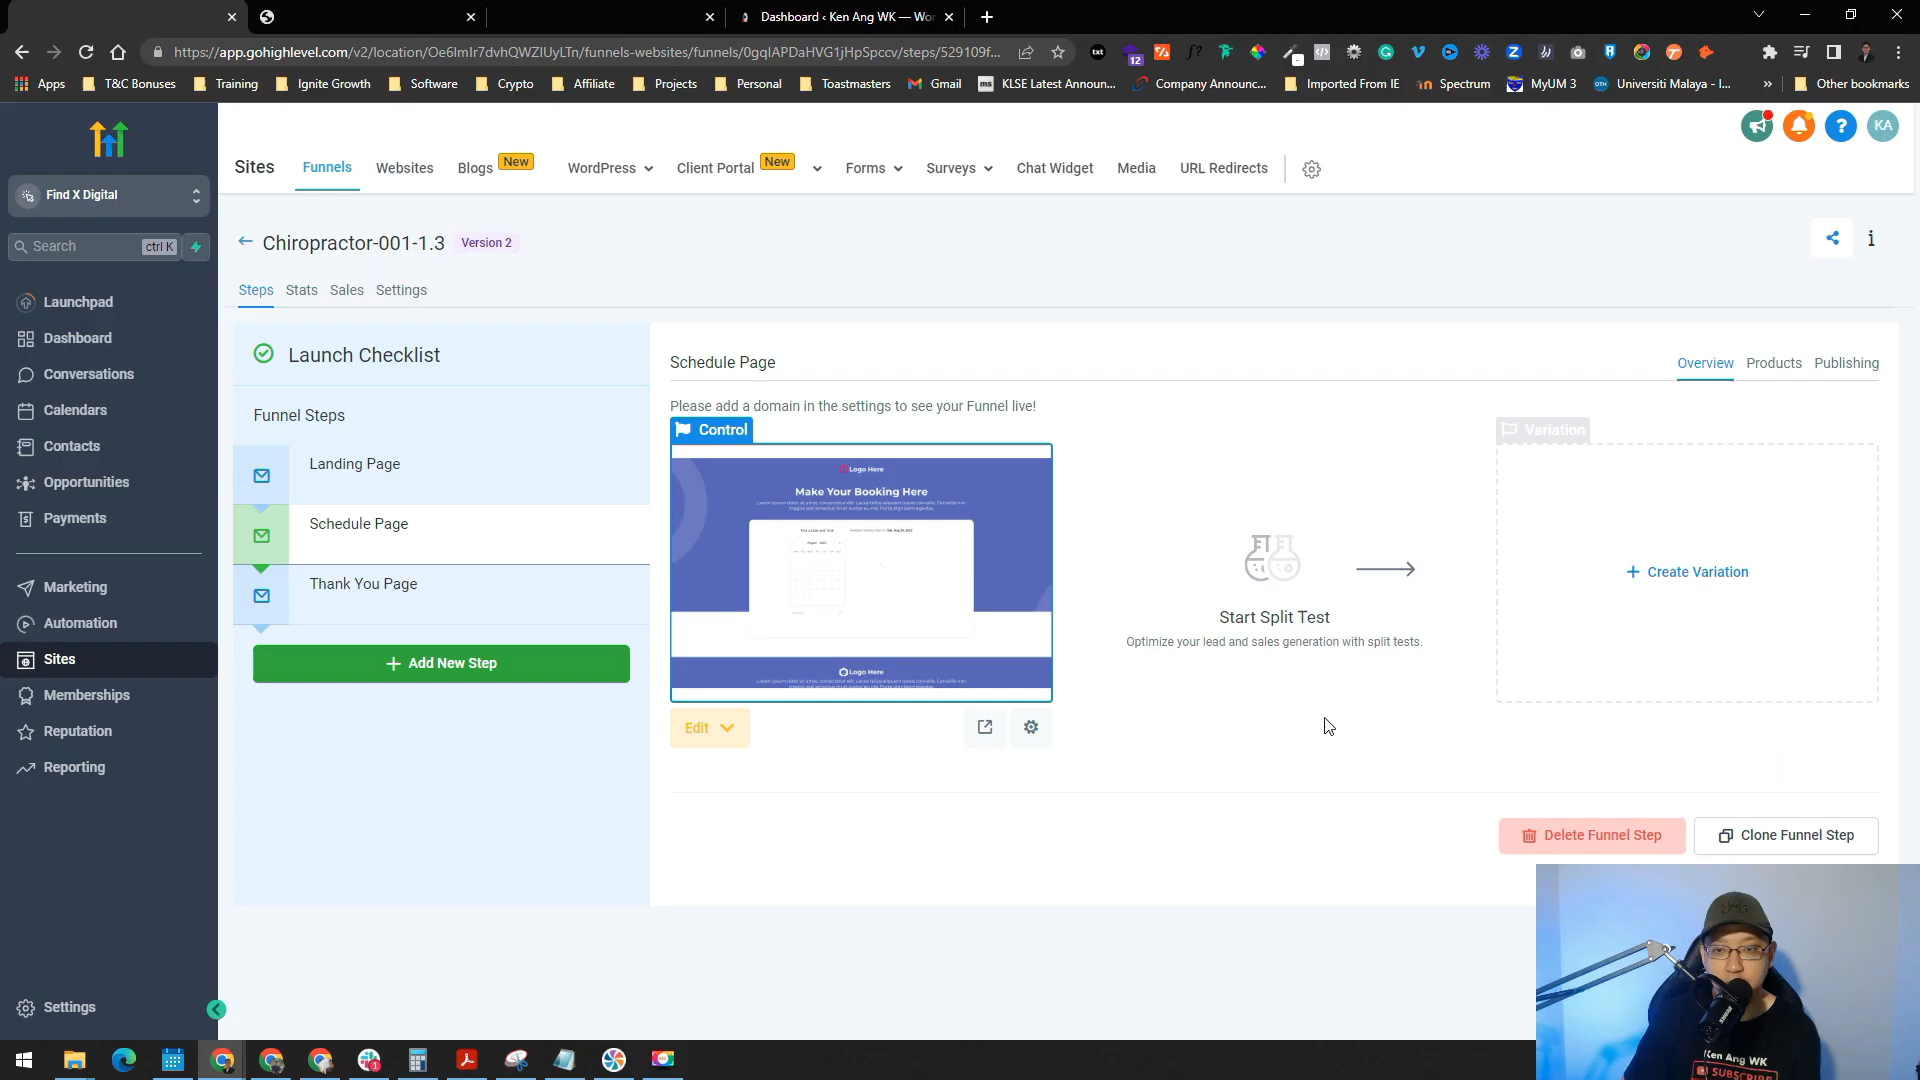 Dashboard ‹ Ken Ang WK — Wor
https://app.gohighlevel.com/v2/location/Oe6lmIr7dvhQWZlUyLTn/funnels-websites/funnels/0gqIAPDaHVG1jHpSpccv/steps/529109f...
12
Apps
T&C Bonuses
Training
Ignite Growth
Software
Crypto
Affiliate
Projects
Personal
Toastmasters
Gmail
KLSE Latest Announ...
Company Announc...
Imported From IE
Spectrum
MyUM 3
Universiti Malaya - I...
Other bookmarks
KA
Sites
Funnels
Websites
Blogs
New
WordPress
Client Portal
New
Forms
Surveys
Chat Widget
Media
URL Redirects
Find X Digital
Search
ctrl K
Launchpad
Dashboard
Conversations
Calendars
Contacts
Opportunities
Payments
Marketing
Automation
Sites
Memberships
Reputation
Reporting
Settings
Chiropractor-001-1.3
Version 2
Steps
Stats
Sales
Settings
Launch Checklist
Funnel Steps
Landing Page
Schedule Page
Thank You Page
+ Add New Step
Schedule Page
Overview
Products
Publishing
Please add a domain in the settings to see your Funnel live!
Control
Logo Here
Make Your Booking Here
Logo Here
Edit
Start Split Test
Optimize your lead and sales generation with split tests.
Variation
+ Create Variation
Delete Funnel Step
Clone Funnel Step
Ken Ang WK
SUBSCRIBE